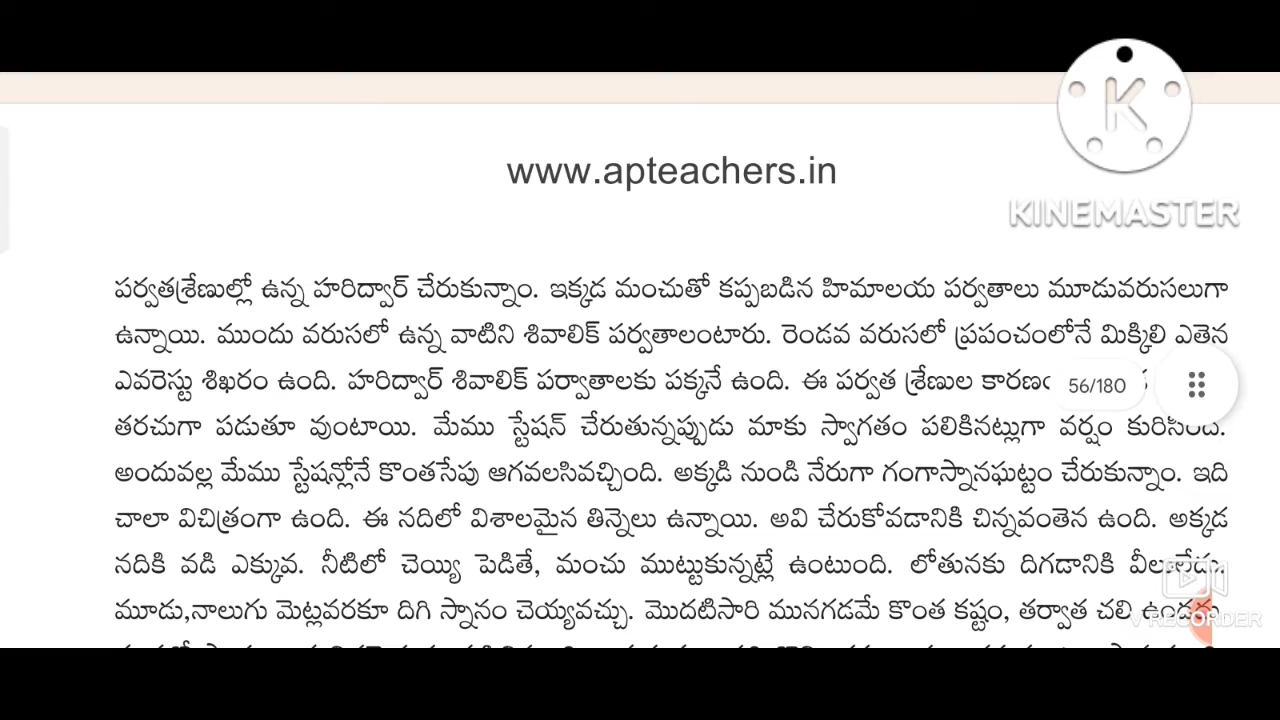 www.apteachers.in
KINEMASTER
పర్వతశ్రేణుల్లో ఉన్న హరిద్వార్ చేరుకున్నాం. ఇక్కడ మంచుతో కప్పబడిన హిమాలయ పర్వతాలు మూడువరుసలుగా
ఉన్నాయి. ముందు వరుసలో ఉన్న వాటిని శివాలిక్ పర్వతాలంటారు. రెండవ వరుసలో ప్రపంచంలోనే మిక్కిలి ఎతెన
ఎవరెస్టు శిఖరం ఉంది. హరిద్వార్ శివాలిక్ పర్వాతాలకు పక్కనే ఉంది. ఈ పర్వత శ్రేణుల
56/180
తరచుగా పడుతూ వుంటాయి. మేము స్టేషన్ చేరుతున్నప్పుడు మాకు స్వాగతం పలికినట్లుగా వర్షం కురిసింది.
అందువల్ల మేము స్టేషన్లోనే కొంతసేపు ఆగవలసివచ్చింది. అక్కడి నుండి నేరుగా గంగాస్నానఘట్టం చేరుకున్నాం. ఇది
చాలా విచిత్రంగా ఉంది. ఈ నదిలో విశాలమైన తిన్నెలు ఉన్నాయి. అవి చేరుకోవడానికి చిన్నవంతెన ఉంది. అక్కడ
నదికి వడి ఎక్కువ. నీటిలో చెయ్యి పెడితే, మంచు ముట్టుకున్నట్లే ఉంటుంది. లోతునకు దిగడానికి వీలులేదు.
మూడు,నాలుగు మెట్లవరకూ దిగి స్నానం చెయ్యవచ్చు. మొదటిసారి మునగడమే కొంత కష్టం, తర్వాత చలి ఉండదు
V RECORDER